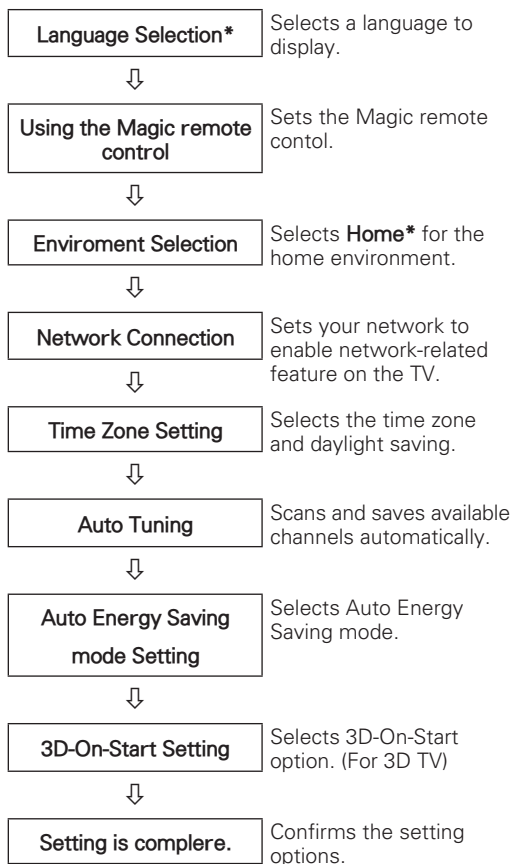 Language Selection*
Selects a language to
display.
Using the Magic remote
control
Sets the Magic remote
contol.
Enviroment Selection
Selects Home* for the
home environment.
Network Connection
Sets your network to
enable network-related
feature on the TV.
Time Zone Setting
Selects the time zone
and daylight saving.
Auto Tuning
Scans and saves available
channels automatically.
Auto Energy Saving
mode Setting
Selects Auto Energy
Saving mode.
3D-On-Start Setting
Selects 3D-On-Start
option. (For 3D TV)
Setting is complere.
Confirms the setting
options.